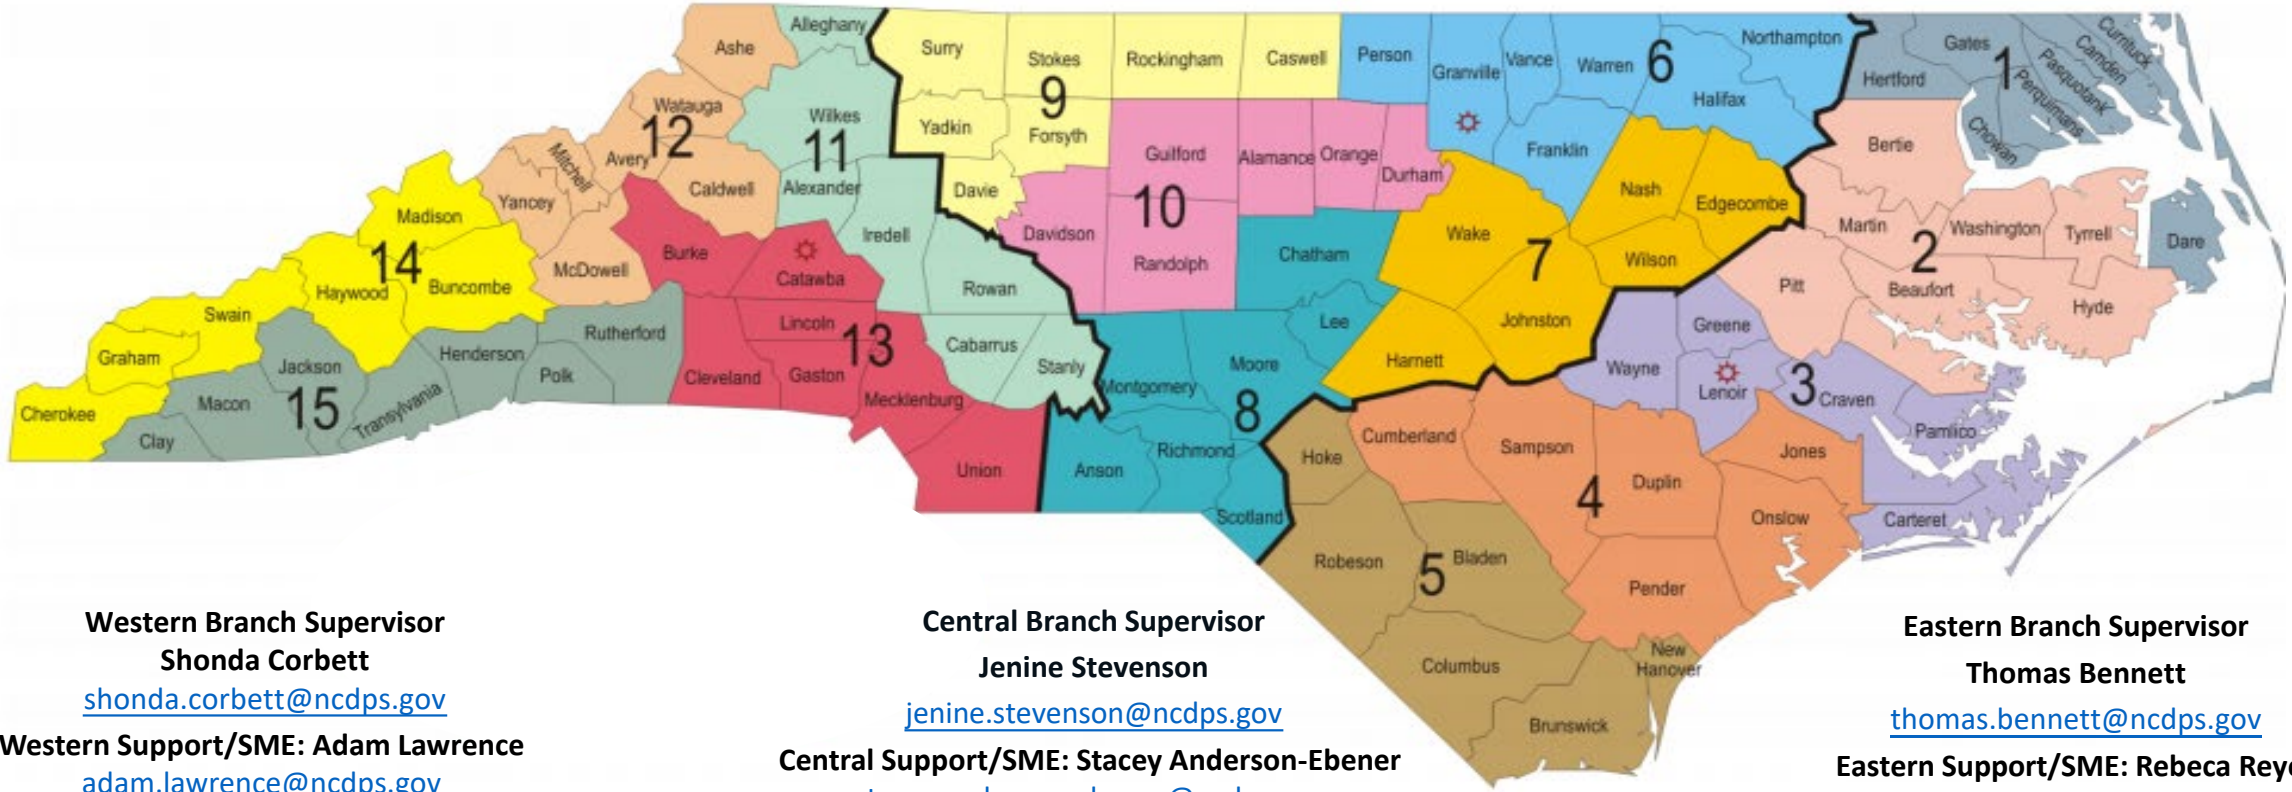 Alleghany
Ashe
Surry
Stokes
Rockingham
Caswell
Person
Granville
Vance
Warren
6
Northampton
Gates
Currituck
Camden
Pasquotank
Perquimans
1
Hertford
Halifax
Watauga
12
Wilkes
11
9
Yadkin
Forsyth
Chowan
Mitchell
Avery
Caldwell
Alexander
Davie
Guilford
Alamance
Orange
Durham
Franklin
Nash
Edgecombe
Bertie
Yancey
Madison
14
Burke
Iredell
Davidson
10
Randolph
Chatham
Wake
7
Wilson
Martin
2
Washington
Tyrrell
Dare
McDowell
Catawba
Rowan
Pitt
Beaufort
Hyde
Haywood
Buncombe
Swain
Rutherford
Lincoln
13
Cabarrus
Stanly
Lee
Moore
Harnett
Johnston
Greene
Wayne
Lenoir
3
Craven
Pamlico
Graham
Jackson
Henderson
Polk
Cleveland
Gaston
Mecklenburg
Montgomery
8
Cherokee
Macon
15
Transylvania
Clay
Union
Anson
Richmond
Scotland
Hoke
Cumberland
Sampson
4
Duplin
Jones
Onslow
Carteret
Robeson
5
Bladen
Pender
Columbus
New
Hanover
Brunswick
Western Branch Supervisor
Shonda Corbett
shonda.corbett@ncdps.gov
Western Support/SME: Adam Lawrence
adam.lawrence@ncdps.gov
Central Branch Supervisor
Jenine Stevenson
jenine.stevenson@ncdps.gov
Central Support/SME: Stacey Anderson-Ebener
Eastern Branch Supervisor
Thomas Bennett
thomas.bennett@ncdps.gov
Eastern Support/SME: Rebeca